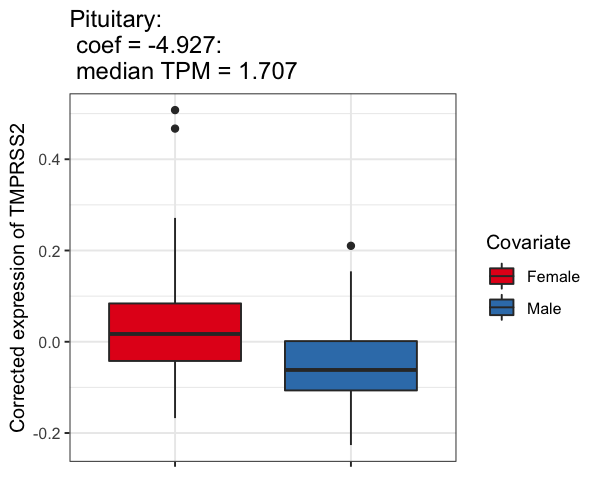 Pituitary:
coef = -4.927:
median TPM = 1.707
Corrected expression of TMPRSS2
0.4
0.2
0.0
-0.2
Covariate
Female
Male